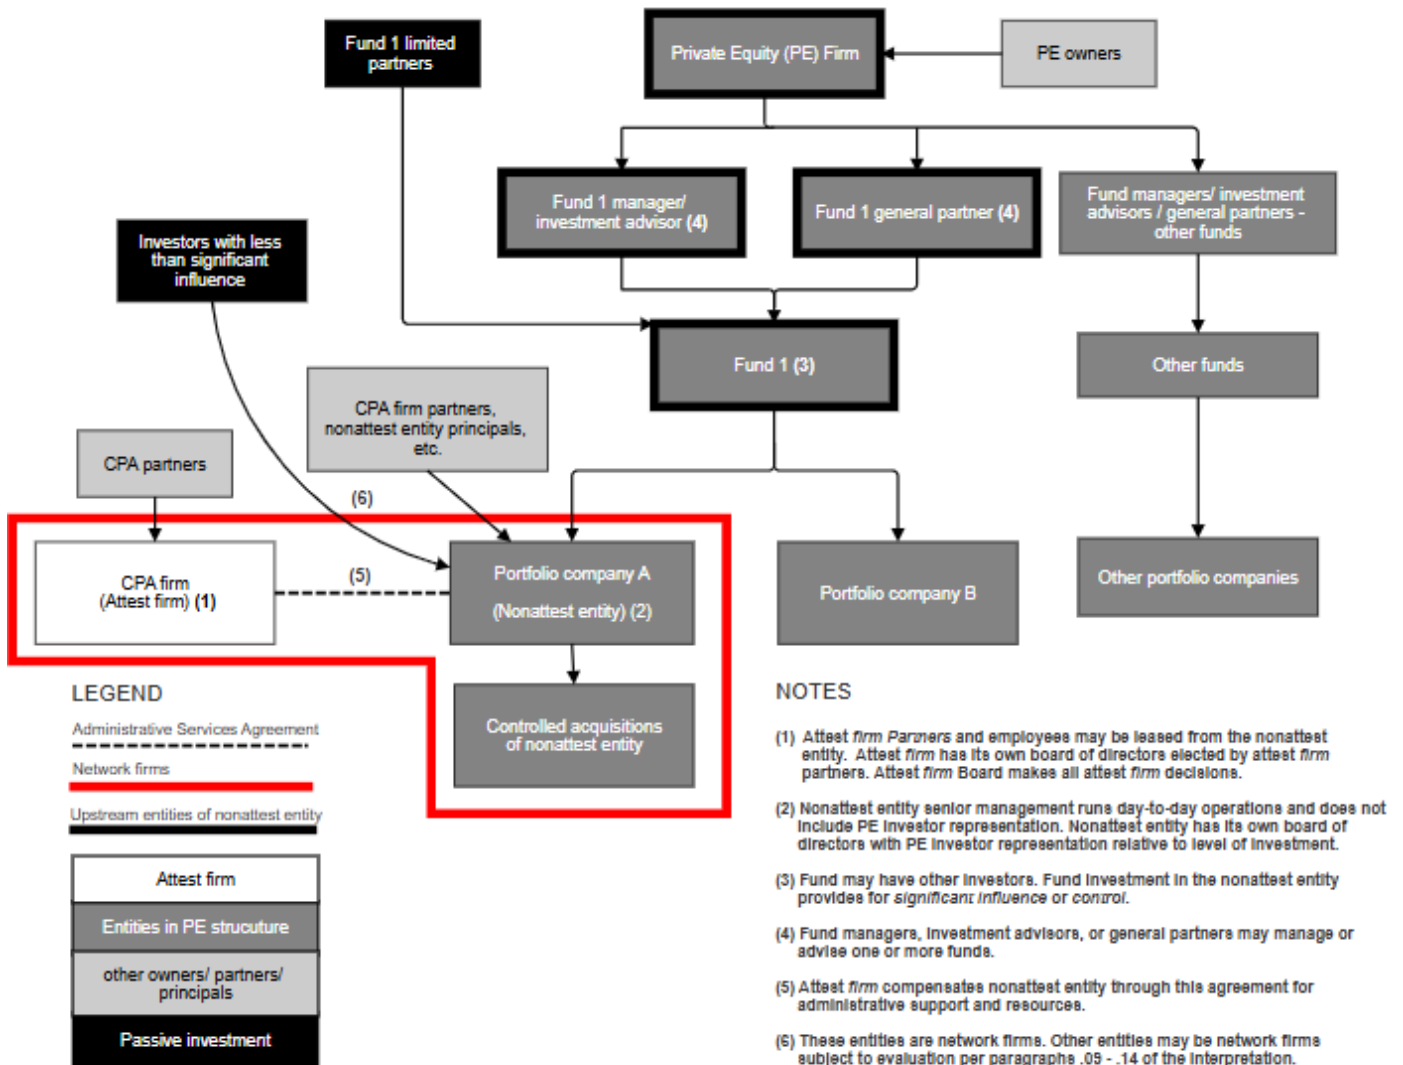 Fund 1 limited
partners
Private Equity (PE) Firm
PE owners
Fund 1 manager/
investment advisor (4)
Fund 1 general partner (4)
Fund managers/ investment
advisors / general partners -
other funds
Investors with less
than significant
influence
Fund 1 (3)
Other funds
CPA firm partners,
nonattest entity principals,
etc.
CPA partners
(6)
CPA firm
(Attest firm) (1)
(5)
Portfolio company A
(Nonattest entity) (2)
Portfolio company B
Other portfolio companies
Controlled acquisitions
of nonattest entity
LEGEND
Administrative Services Agreement
Network firms
Upstream entities of nonattest entity
Attest firm
Entities in PE strucuture
other owners/ partners/
principals
Passive investment
NOTES
(1) Attest firm Partners and employees may be leased from the nonattest
entity. Attest firm has its own board of directors elected by attest firm
partners. Attest firm Board makes all attest firm decisions.
(2) Nonattest entity senior management runs day-to-day operations and does not
include PE investor representation. Nonattest entity has its own board of
directors with PE investor representation relative to level of investment.
(3) Fund may have other investors. Fund investment in the nonattest entity
provides for significant influence or control.
(4) Fund managers, investment advisors, or general partners may manage or
advise one or more funds.
(5) Attest firm compensates nonattest entity through this agreement for
administrative support and resources.
(6) These entities are network firms. Other entities may be network firms
subject to evaluation per paragraphs .09 - .14 of the interpretation.